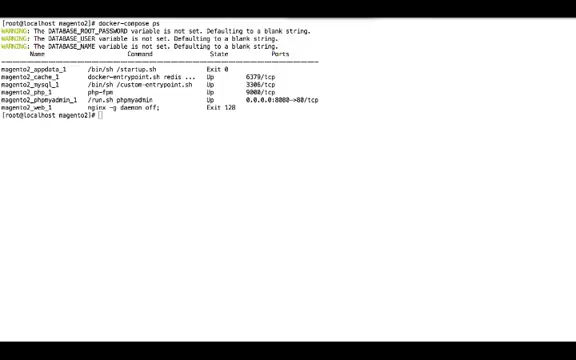 [root@localhost magento2]# docker-compose ps
WARNING: The DATABASE_ROOT_PASSWORD variable is not set. Defaulting to a blank string.
WARNING: The DATABASE_USER variable is not set. Defaulting to a blank string.
WARNING: The DATABASE_NAME variable is not set. Defaulting to a blank string.
Name Command State Ports
magento2_appdata_1 /bin/sh /startup.sh Exit 0
magento2_cache_1 docker-entrypoint.sh redis ... Up 6379/tcp
magento2_mysql_1 /bin/sh /custom-entrypoint.sh Up 3306/tcp
magento2_php_1 php-fpm Up 9000/tcp
magento2_phpmyadmin_1 /run.sh phpmyadmin Up 0.0.0.0:8080->80/tcp
magento2_web_1 nginx -g daemon off; Exit 128
[root@localhost magento2]#